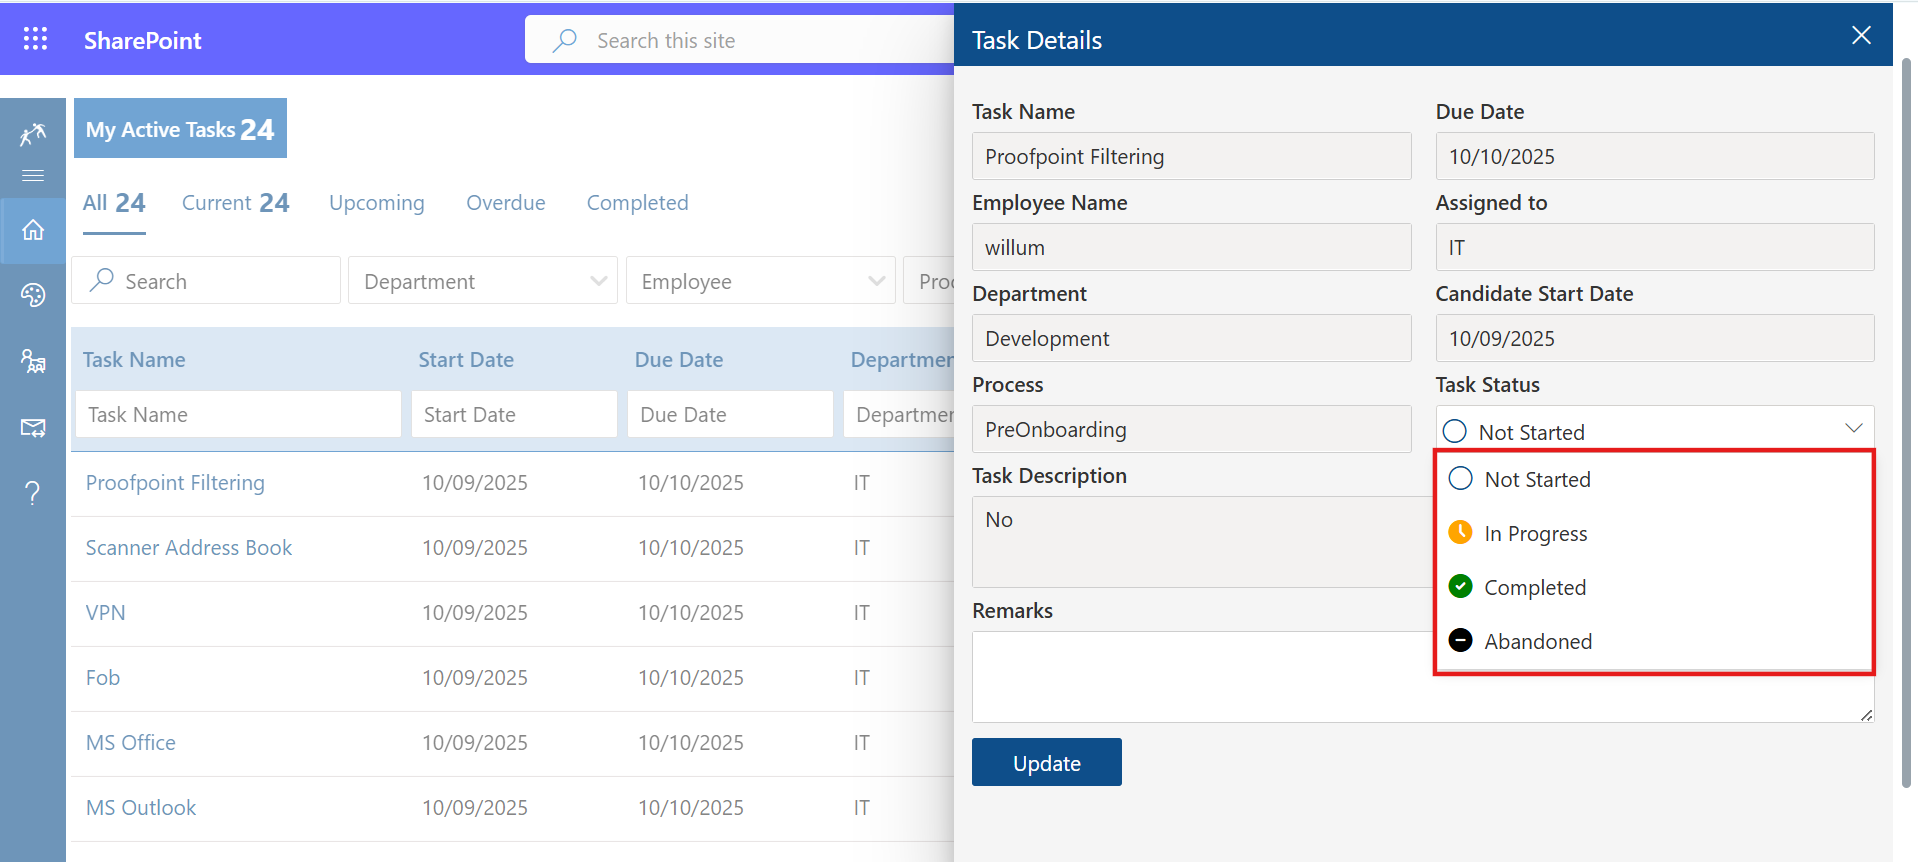 SharePoint
Search this site
My Active Tasks 24
All 24 Current 24 Upcoming Overdue Completed
Search Department Employee
Task Name Start Date Due Date
Task Name Start Date Due Date
Proofpoint Filtering 10/09/2025 10/10/2025 IT
Scanner Address Book 10/09/2025 10/10/2025 IT
VPN 10/09/2025 10/10/2025 IT
Fob 10/09/2025 10/10/2025 IT
MS Office 10/09/2025 10/10/2025 IT
MS Outlook 10/09/2025 10/10/2025 IT
Task Details
Task Name Due Date
Proofpoint Filtering 10/10/2025
Employee Name Assigned to
willum IT
Department Candidate Start Date
Development 10/09/2025
Process Task Status
PreOnboarding Not Started
Task Description Not Started
No In Progress
Completed
Remarks Abandoned
Update